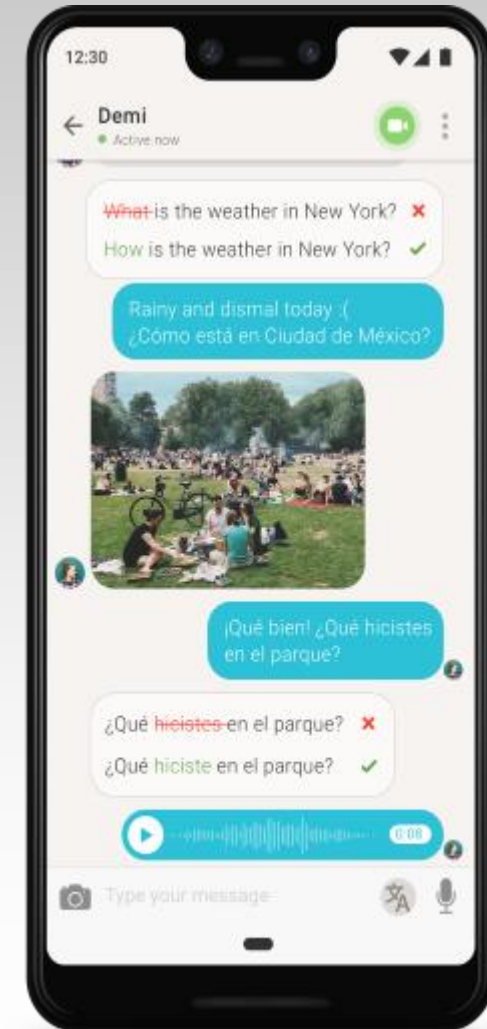 12:30
Demi
Active now
What is the weather in New York?
How is the weather in New York?
Rainy and dismal today :(
¿Cómo está en Ciudad de México?
¡Qué bien! ¿Qué hicistes
en el parque?
¿Qué hicistes en el parque?
¿Qué hiciste en el parque?
0:08
Type your message
文A